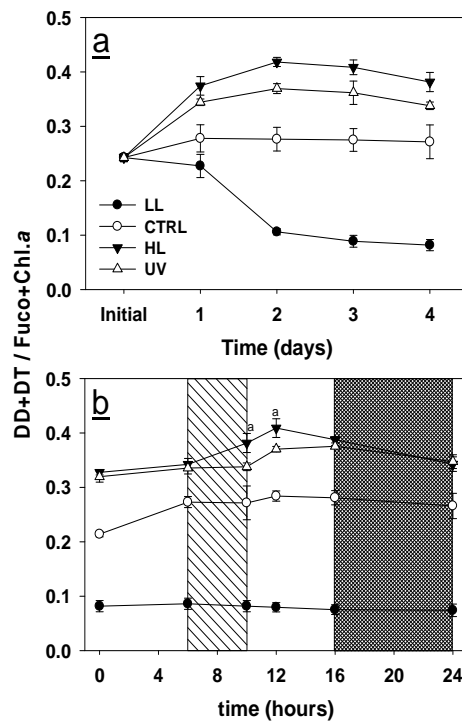 a
0.5
0.4
0.3
0.2
0.1
0.0
LL
CTRL
HL
UV
Initial 1 2 3 4
Time (days)
DD+DT / Fuco+Chl.a
b
0.5
0.4
0.3
0.2
0.1
0.0
a
a
0 4 8 12 16 20 24
time (hours)